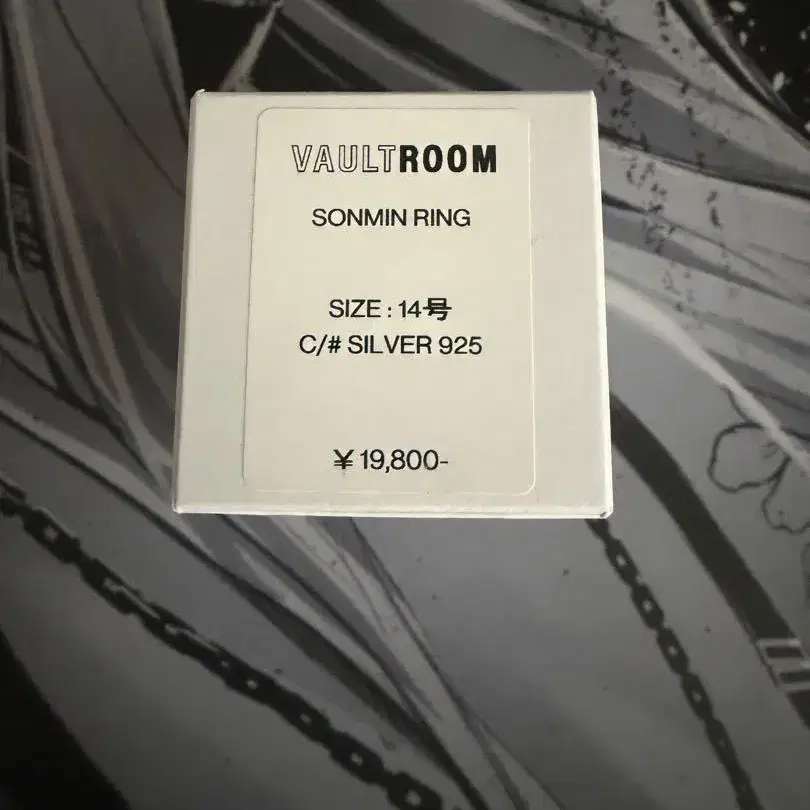 VAULTROOM
SONMIN RING
SIZE : 14号
C/# SILVER 925
¥ 19,800-